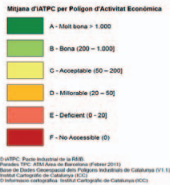 Mitjana d'iATPC per Polígon d'Activitat Econòmica
A - Molt bona > 1.000
B - Bona (200 – 1.000)
C - Acceptable (50 – 200)
D - Millorable (20 – 50)
E - Deficient (0 - 20)
F - No Accessible (0)
D iATPC: Pacte Industrial de la RMB.
Parades TPC: ATM Àrea de Barcelona (Febrer 2011)
Base de Dades Geoespacial dels Polígons Industrials de Catalunya (V1.1)
Institut Cartogràfic de Catalunya (ICC)
D informació cartogràfica: Institut Cartogràfic de Catalunya (ICC)